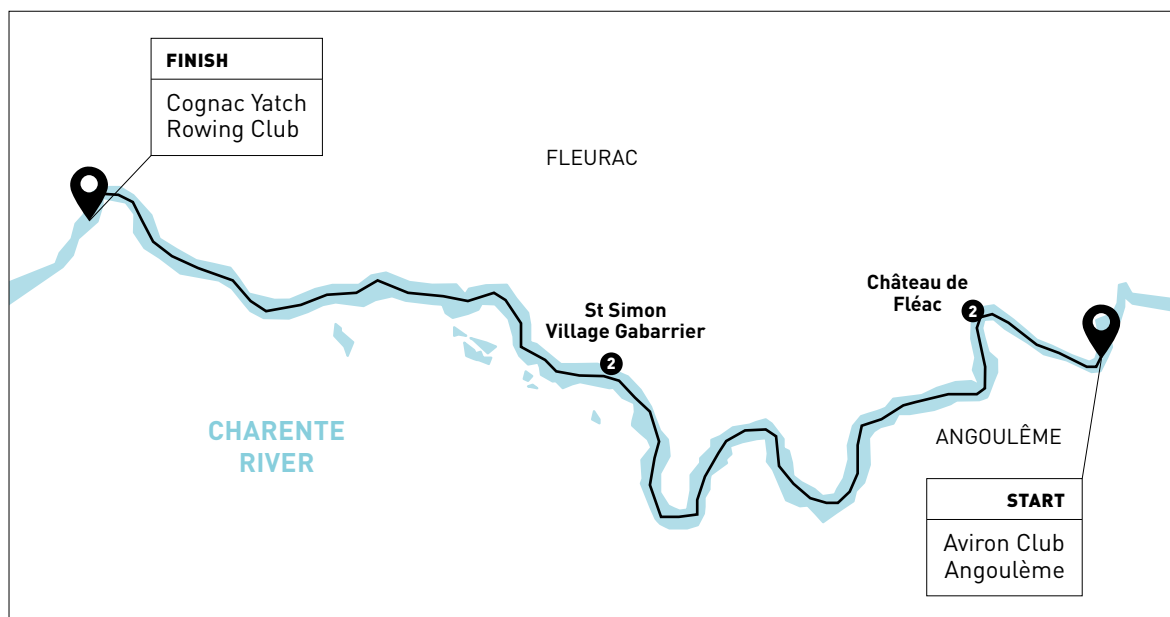 FINISH
Cognac Yatch
Rowing Club
FLEURAC
Château de
Fléac
2
St Simon
Village Gabarrier
2
CHARENTE
RIVER
ANGOULÊME
START
Aviron Club
Angoulème